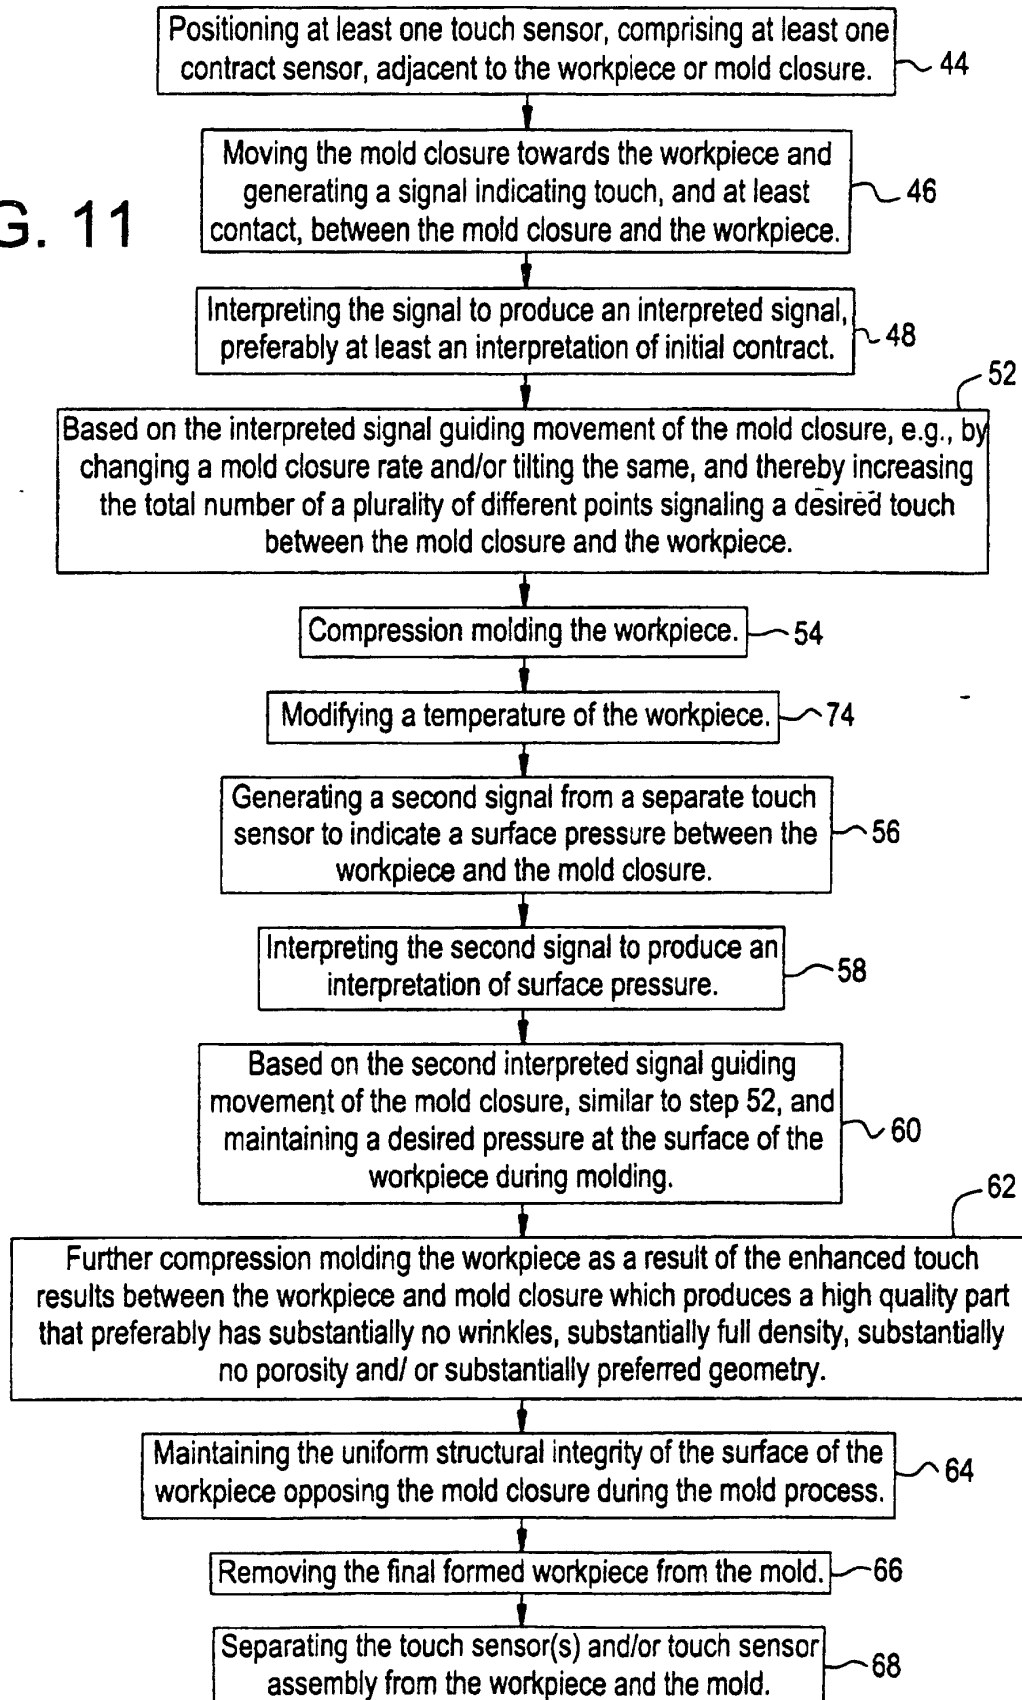 Positioning at least one touch sensor, comprising at least one
contract sensor, adjacent to the workpiece or mold closure.
44
Moving the mold closure towards the workpiece and
generating a signal indicating touch, and at least
contact, between the mold closure and the workpiece.
46
G. 11
Interpreting the signal to produce an interpreted signal,
preferably at least an interpretation of initial contract.
48
52
Based on the interpreted signal guiding movement of the mold closure, e.g., by
changing a mold closure rate and/or tilting the same, and thereby increasing
the total number of a plurality of different points signaling a desired touch
between the mold closure and the workpiece.
Compression molding the workpiece.
54
Modifying a temperature of the workpiece.
74
Generating a second signal from a separate touch
sensor to indicate a surface pressure between the
workpiece and the mold closure.
56
Interpreting the second signal to produce an
interpretation of surface pressure.
58
Based on the second interpreted signal guiding
movement of the mold closure, similar to step 52, and
maintaining a desired pressure at the surface of the
workpiece during molding.
60
62
Further compression molding the workpiece as a result of the enhanced touch
results between the workpiece and mold closure which produces a high quality part
that preferably has substantially no wrinkles, substantially full density, substantially
no porosity and/ or substantially preferred geometry.
Maintaining the uniform structural integrity of the surface of the
workpiece opposing the mold closure during the mold process.
64
Removing the final formed workpiece from the mold.
66
Separating the touch sensor(s) and/or touch sensor
assembly from the workpiece and the mold.
68